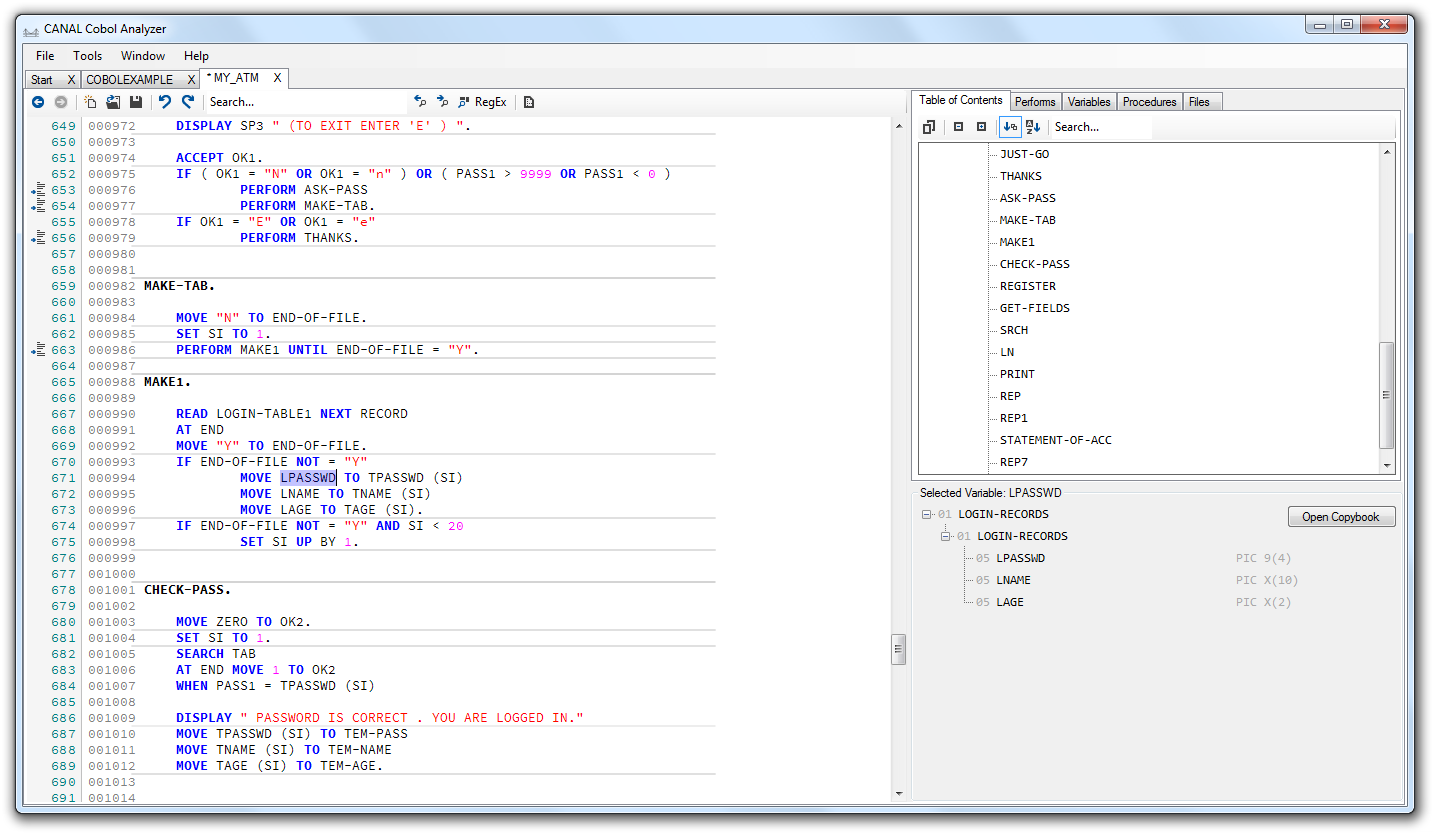 CANAL Cobol Analyzer
File Tools Window Help
Start X COBOLEXAMPLE X * MY_ATM X
Search... RegEx
649 000972 DISPLAY SP3 " (TO EXIT ENTER 'E' ) ".
650 000973
651 000974 ACCEPT OK1.
652 000975 IF ( OK1 = "N" OR OK1 = "n" ) OR ( PASS1 > 9999 OR PASS1 < 0 )
653 000976 PERFORM ASK-PASS
654 000977 PERFORM MAKE-TAB.
655 000978 IF OK1 = "E" OR OK1 = "e"
656 000979 PERFORM THANKS.
657 000980
658 000981
659 000982 MAKE-TAB.
660 000983
661 000984 MOVE "N" TO END-OF-FILE.
662 000985 SET SI TO 1.
663 000986 PERFORM MAKE1 UNTIL END-OF-FILE = "Y".
664 000987
665 000988 MAKE1.
666 000989
667 000990 READ LOGIN-TABLE1 NEXT RECORD
668 000991 AT END
669 000992 MOVE "Y" TO END-OF-FILE.
670 000993 IF END-OF-FILE NOT = "Y"
671 000994 MOVE LPASSWD TO TPASSWD (SI)
672 000995 MOVE LNAME TO TNAME (SI)
673 000996 MOVE LAGE TO TAGE (SI).
674 000997 IF END-OF-FILE NOT = "Y" AND SI < 20
675 000998 SET SI UP BY 1.
676 000999
677 001000
678 001001 CHECK-PASS.
679 001002
680 001003 MOVE ZERO TO OK2.
681 001004 SET SI TO 1.
682 001005 SEARCH TAB
683 001006 AT END MOVE 1 TO OK2
684 001007 WHEN PASS1 = TPASSWD (SI)
685 001008
686 001009 DISPLAY " PASSWORD IS CORRECT . YOU ARE LOGGED IN."
687 001010 MOVE TPASSWD (SI) TO TEM-PASS
688 001011 MOVE TNAME (SI) TO TEM-NAME
689 001012 MOVE TAGE (SI) TO TEM-AGE.
690 001013
691 001014
Table of Contents Performs Variables Procedures Files
Search...
JUST-GO
THANKS
ASK-PASS
MAKE-TAB
MAKE1
CHECK-PASS
REGISTER
GET-FIELDS
SRCH
LN
PRINT
REP
REP1
STATEMENT-OF-ACC
REP7
Selected Variable: LPASSWD
01 LOGIN-RECORDS Open Copybook
01 LOGIN-RECORDS
05 LPASSWD PIC 9(4)
05 LNAME PIC X(10)
05 LAGE PIC X(2)